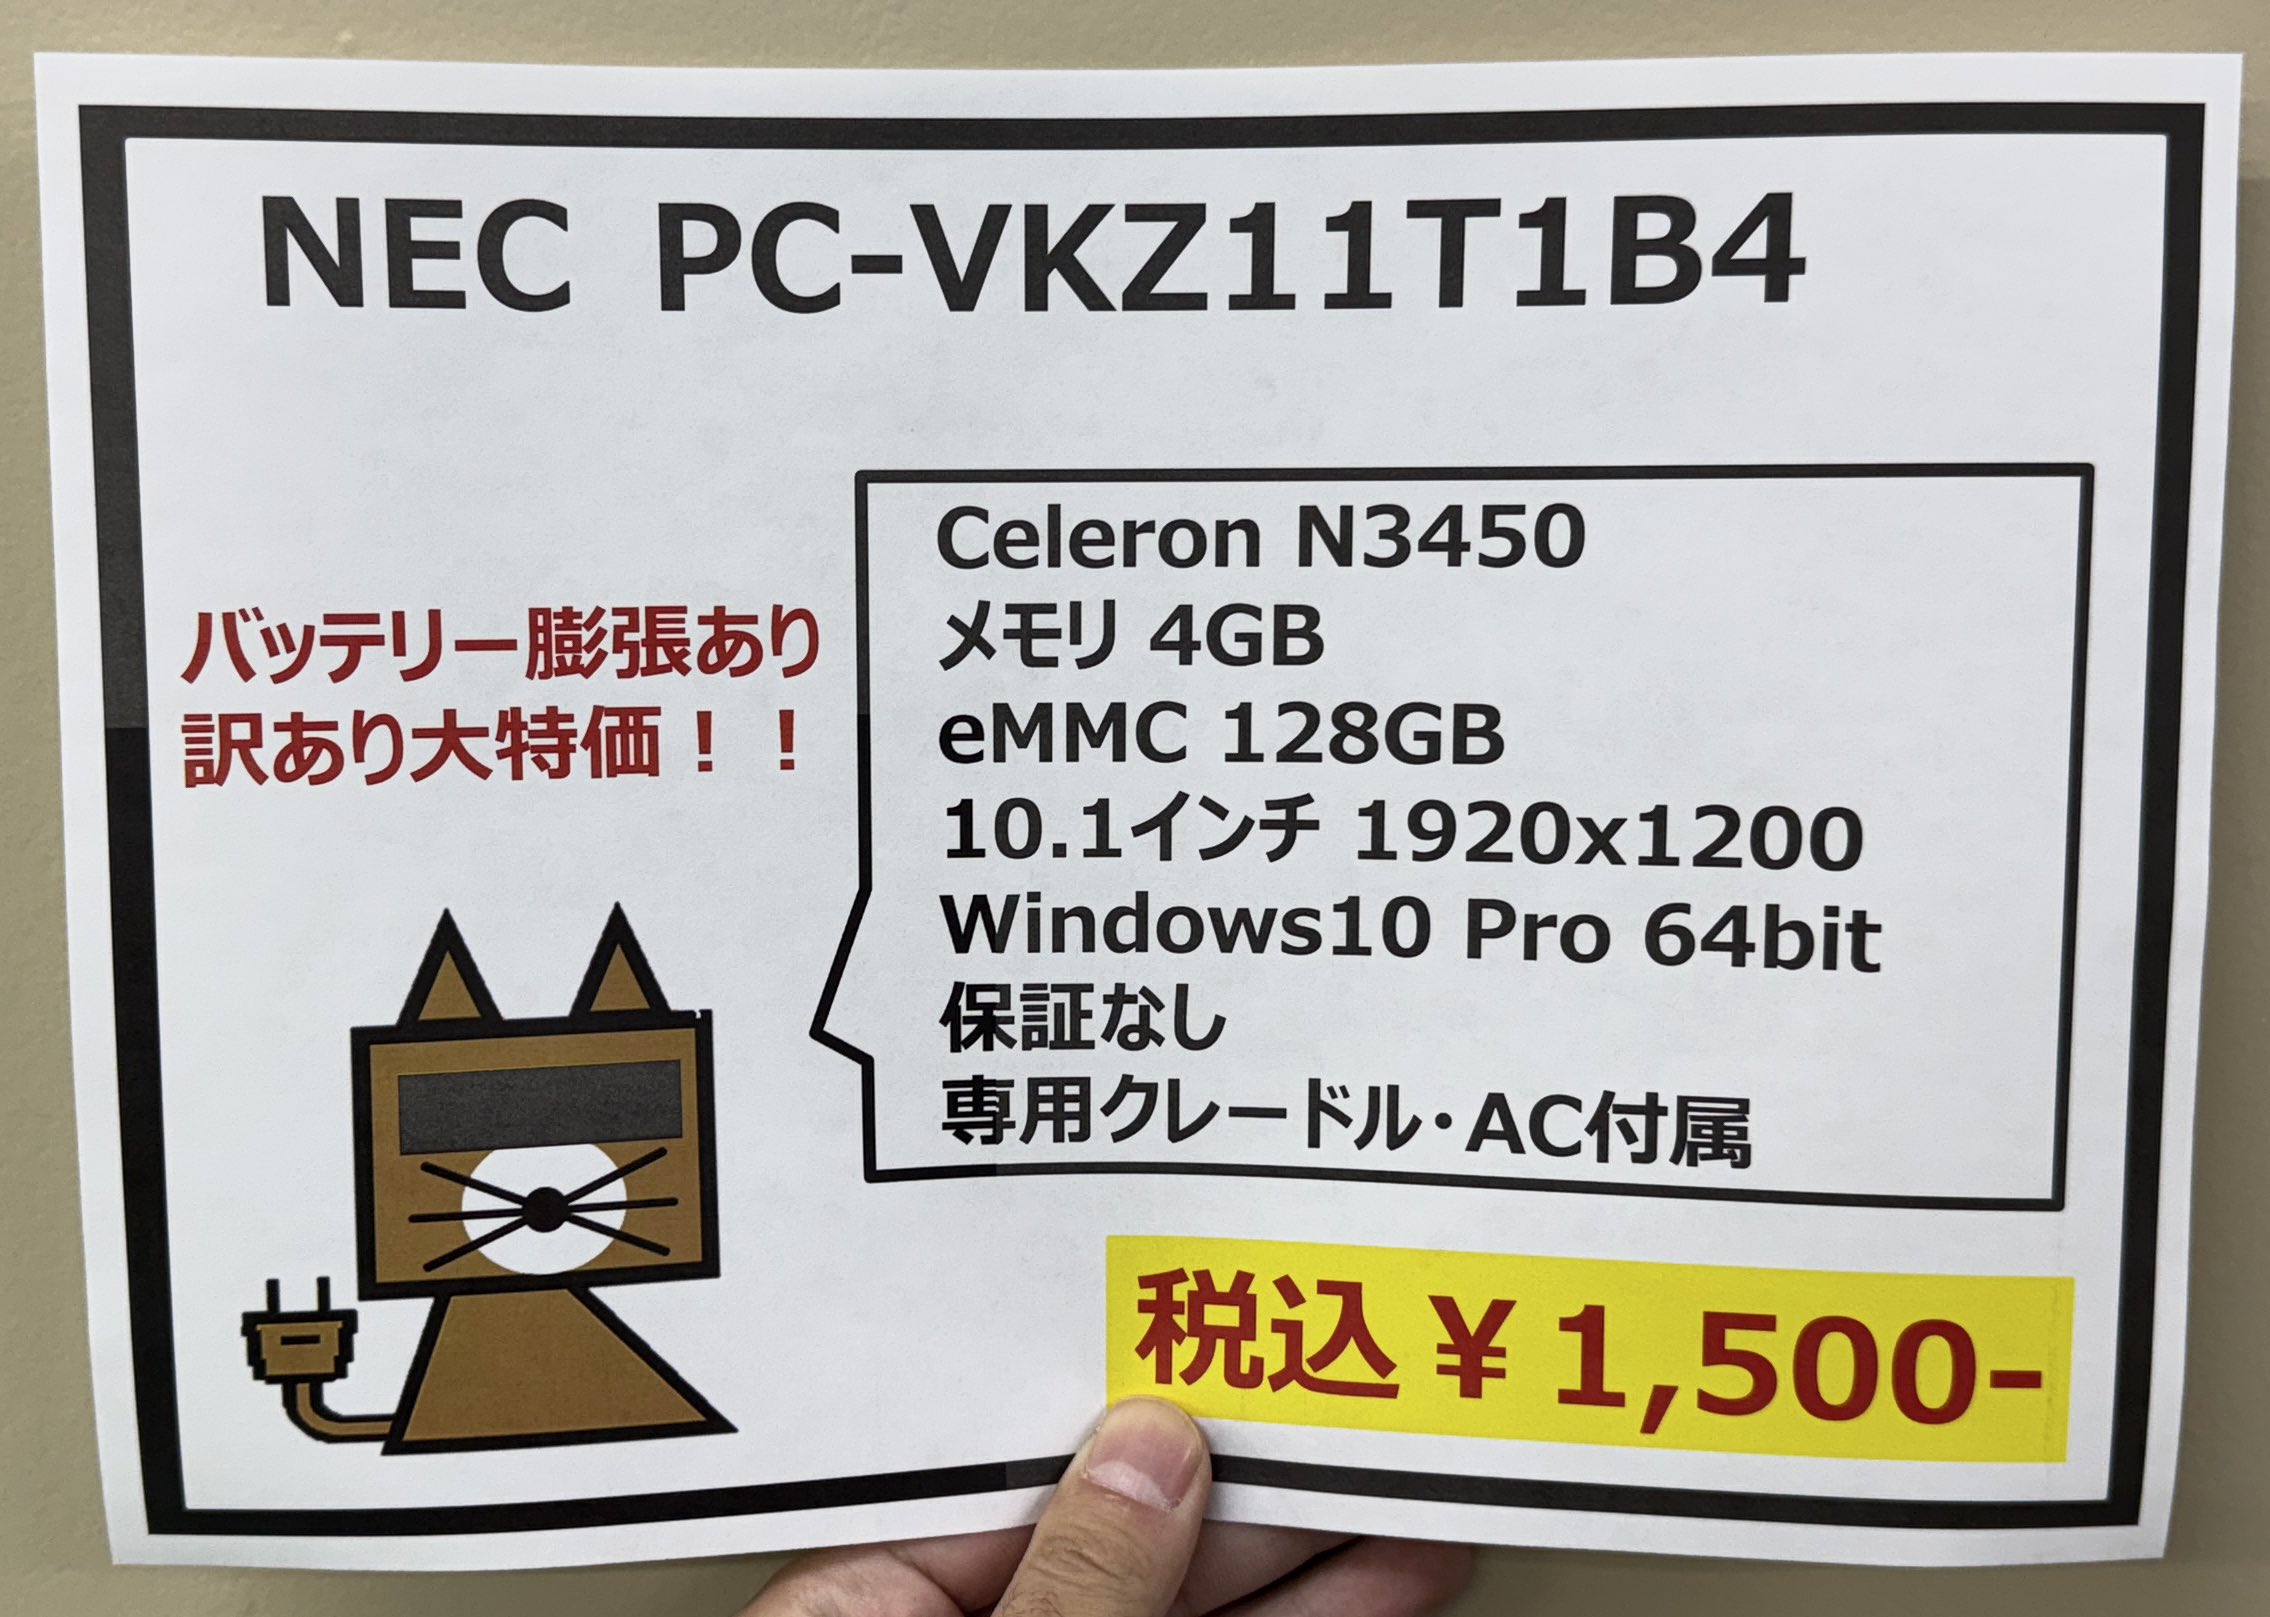 NEC PC-VKZ11T1B4
バッテリー膨張あり
訳あり大特価！！
Celeron N3450
メモリ 4GB
eMMC 128GB
10.1インチ 1920x1200
Windows10 Pro 64bit
保証なし
専用クレードル・AC付属
税込￥1,500-